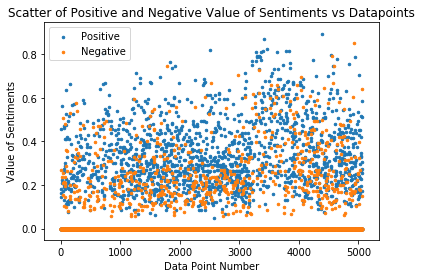 Scatter of Positive and Negative Value of Sentiments vs Datapoints
Positive
Negative
Value of Sentiments
0.8
0.6
0.4
0.2
0.0
0 1000 2000 3000 4000 5000
Data Point Number